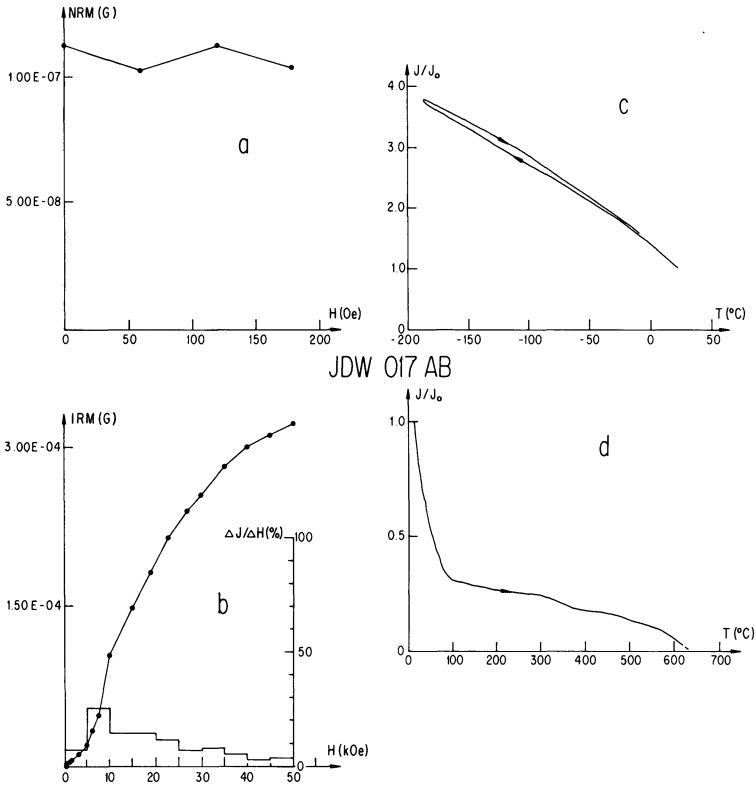 NRM (G)
1.00E-07
a
5.00E-08
H (Oe)
0 50 100 150 200
J/Jo
4.0
c
3.0
2.0
1.0
0
T (°C)
-200 -150 -100 -50 0 50
JDW 017 AB
IRM (G)
3.00E-04
ΔJ/ΔH(%)
100
b
1.50E-04
50
H (kOe)
0
0 10 20 30 40 50
J/Jo
1.0
d
0.5
T (°C)
0
0 100 200 300 400 500 600 700